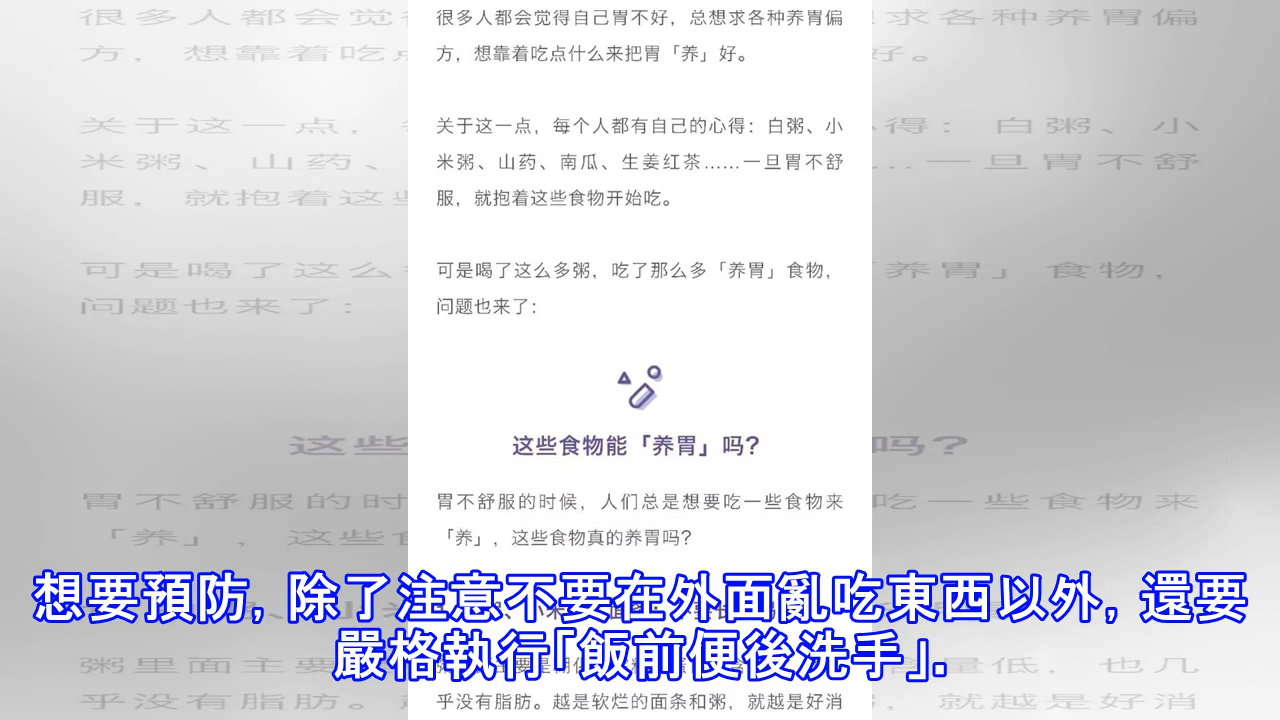 很多人都会觉得自己胃不好，总想求各种养胃偏
方，想靠着吃点什么来把胃「养」好。
关于这一点，每个人都有自己的心得：白粥、小
米粥、山药、南瓜、生姜红茶……一旦胃不舒
服，就抱着这些食物开始吃。
可是喝了这么多粥，吃了那么多「养胃」食物，
问题也来了：
这些食物能「养胃」吗？
胃不舒服的时候，人们总是想要吃一些食物来
「养」，这些食物真的养胃吗？
想要預防, 除了注意不要在外面亂吃東西以外, 還要
嚴格執行「飯前便後洗手」.
乎没有脂肪。越是软烂的面条和粥，就越是好消